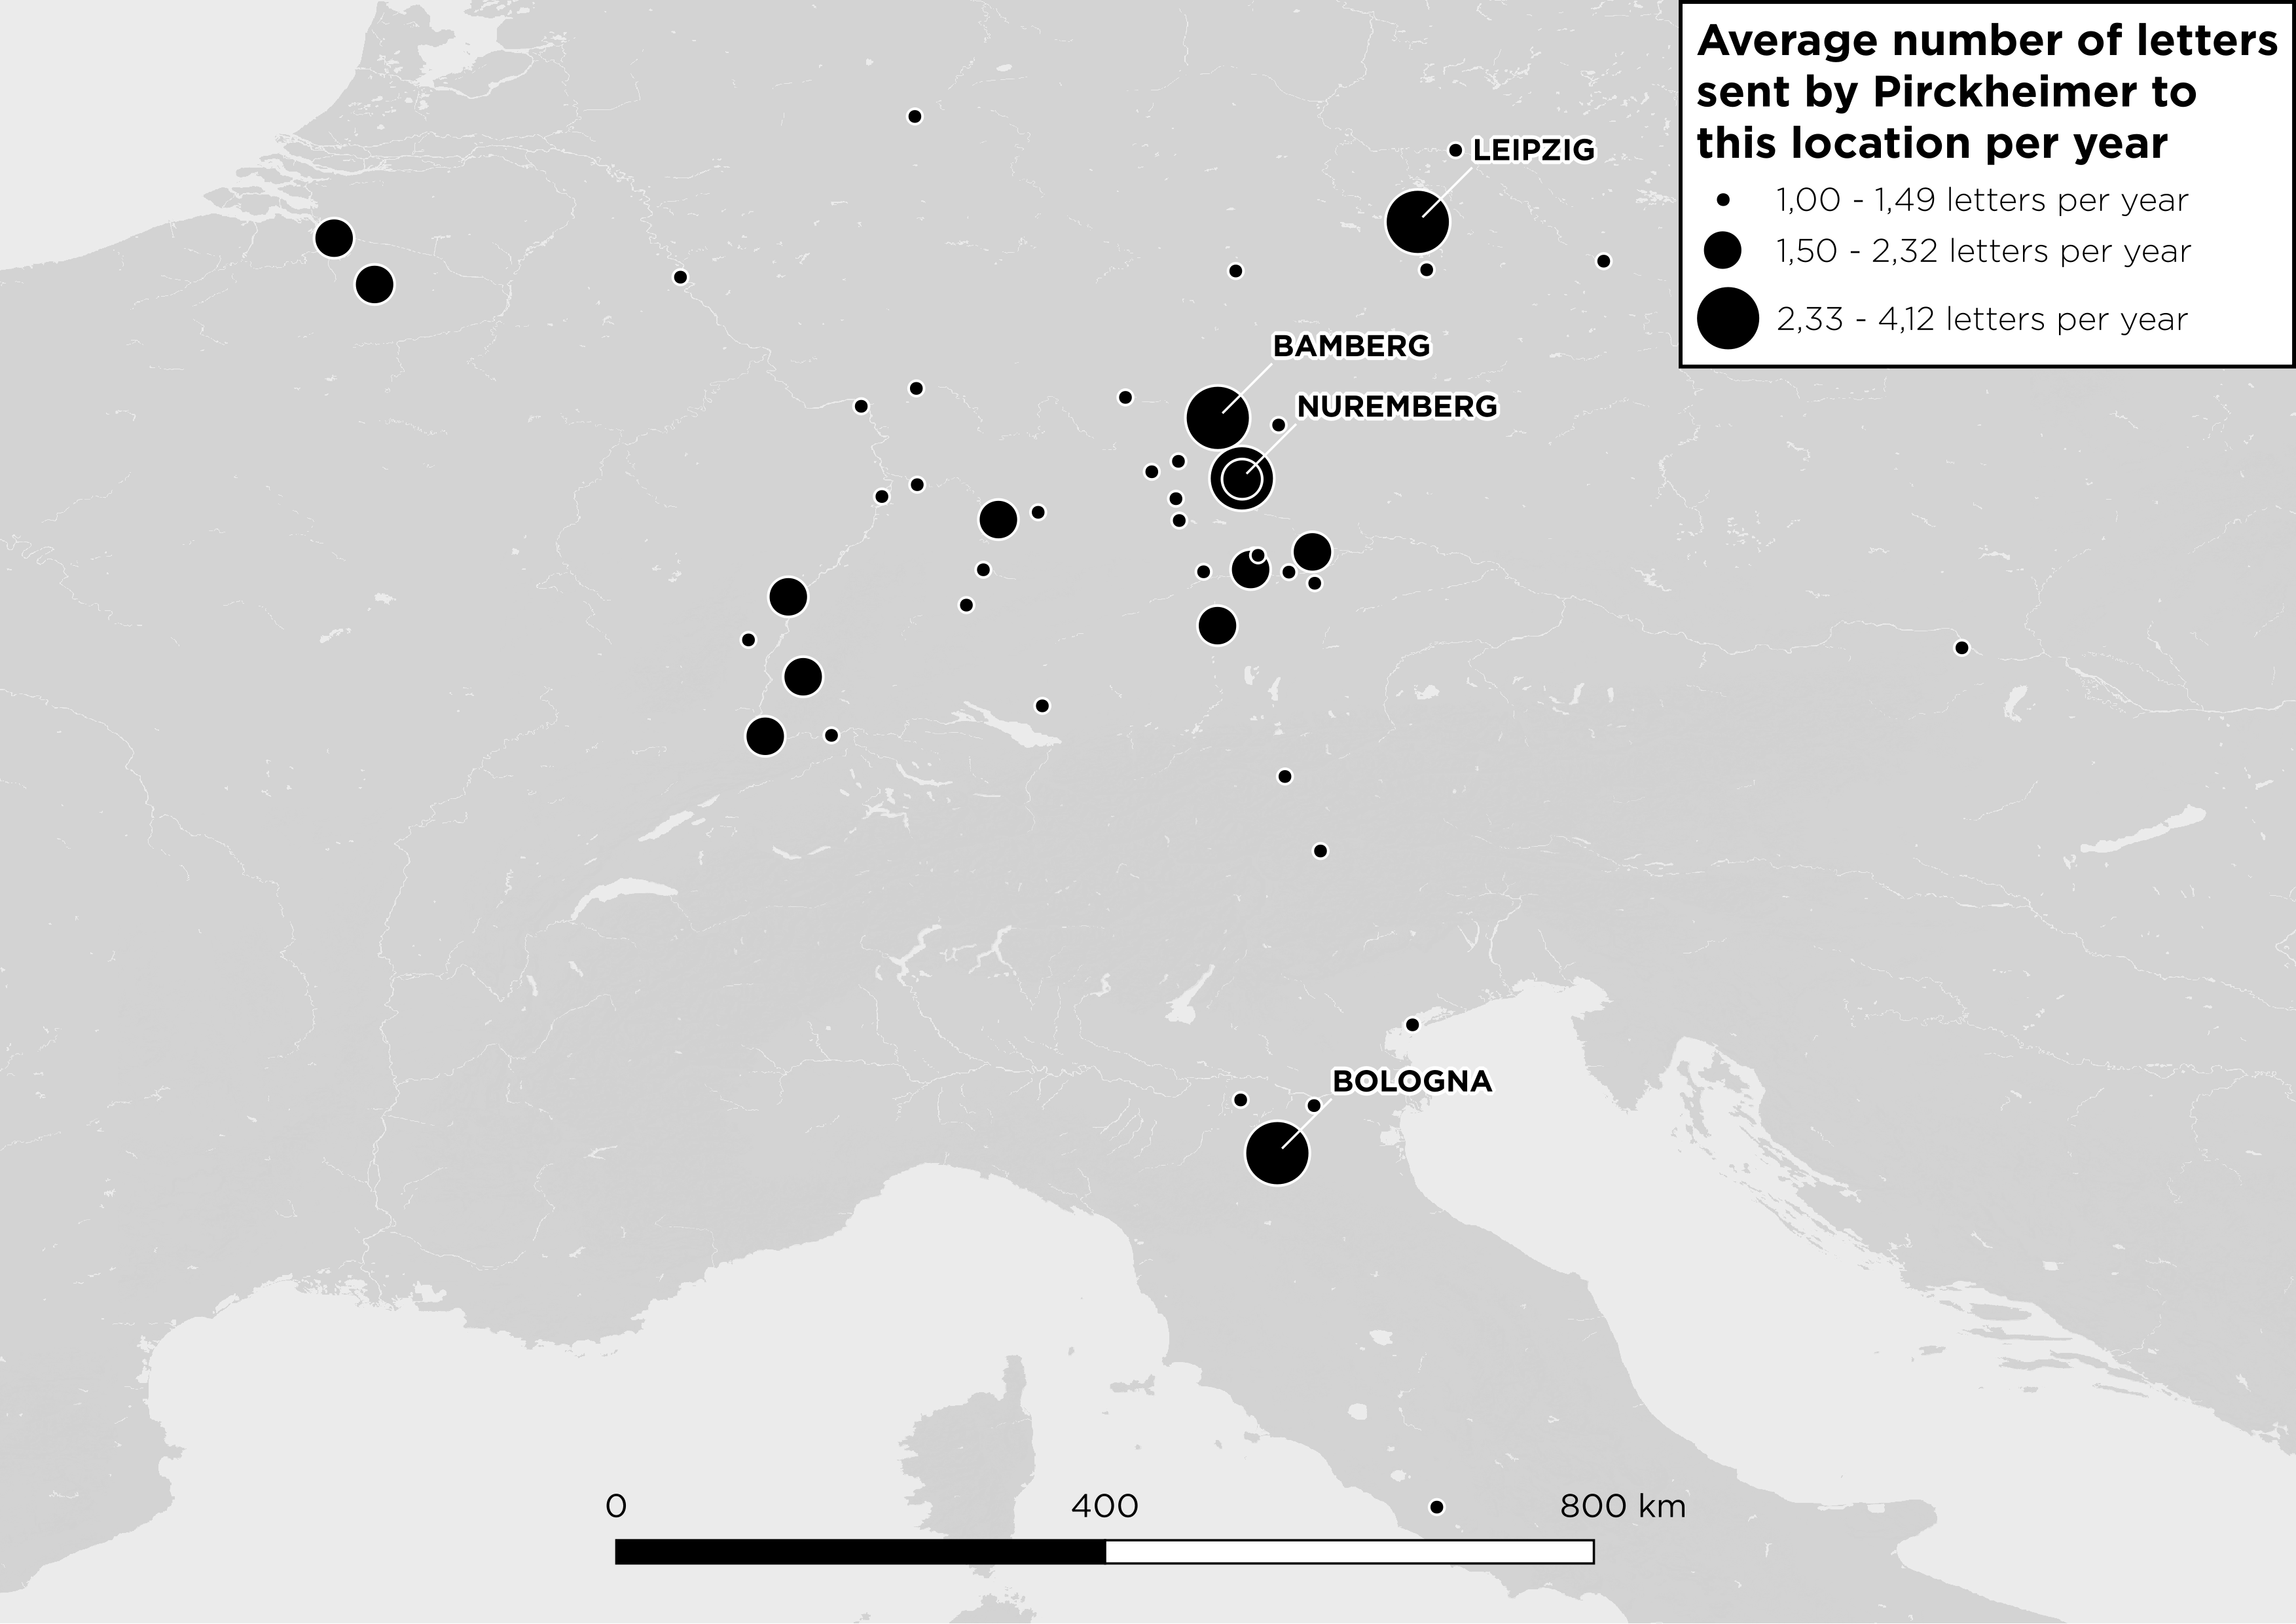 Average number of letters
sent by Pirckheimer to
this location per year
1,00 - 1,49 letters per year
1,50 - 2,32 letters per year
2,33 - 4,12 letters per year
LEIPZIG
BAMBERG
NUREMBERG
BOLOGNA
0 400 800 km